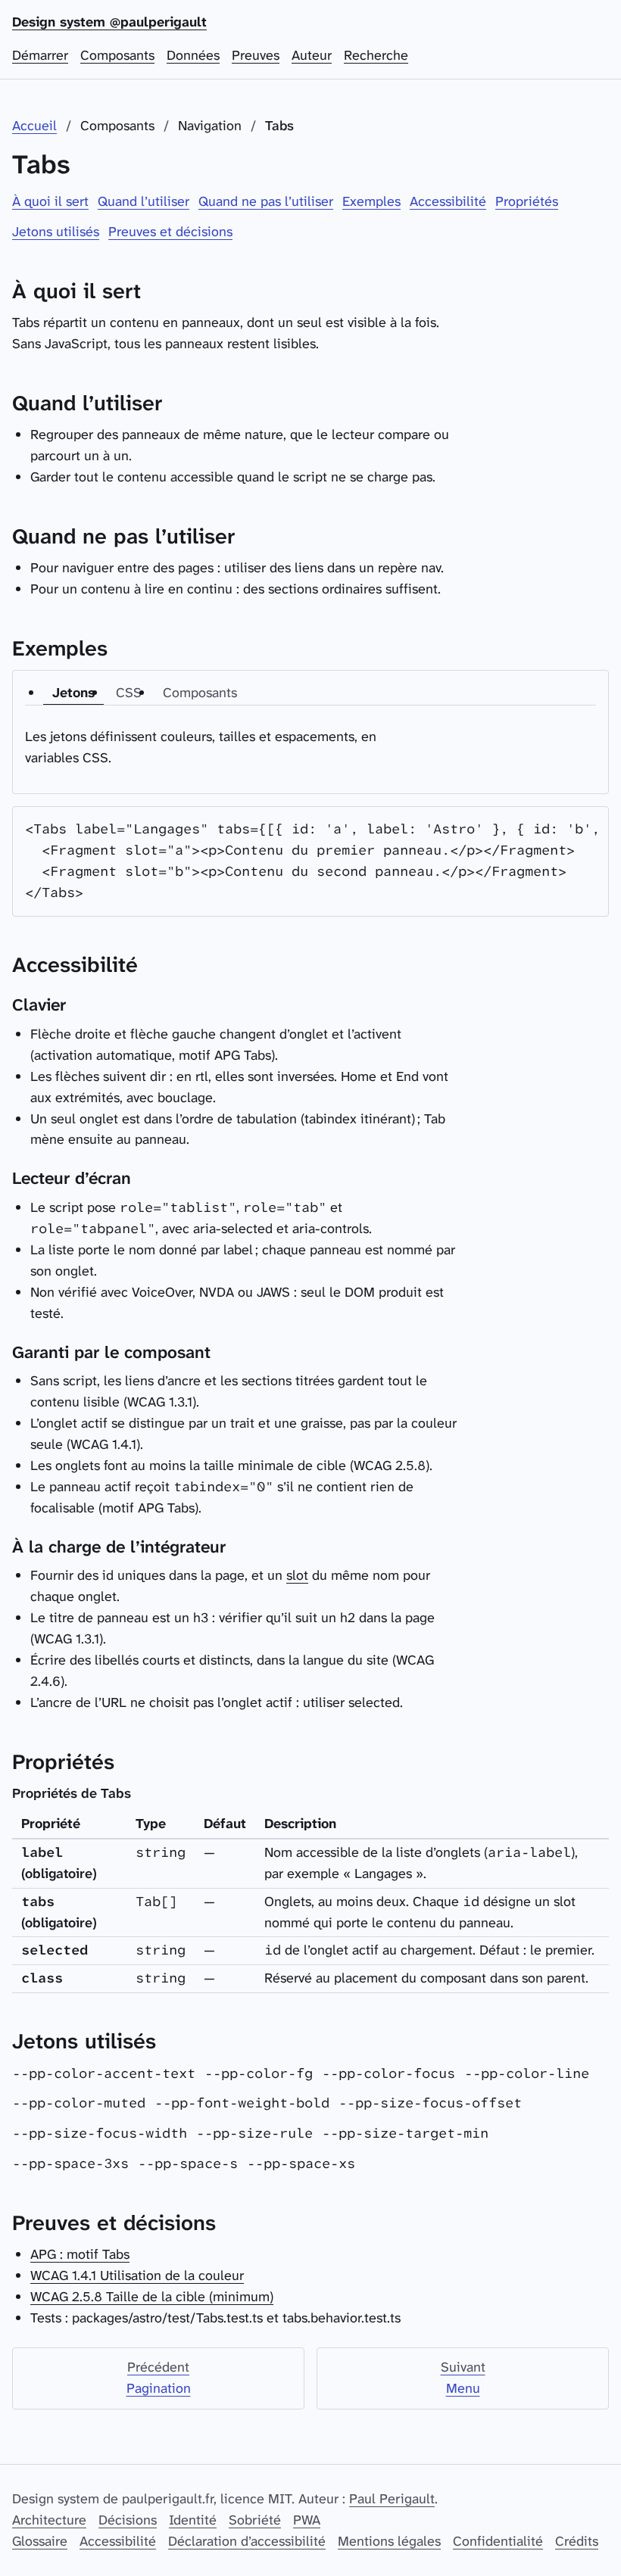 Design system @paulperigault
Démarrer Composants Données Preuves Auteur Recherche
Accueil / Composants / Navigation / Tabs
Tabs
À quoi il sert Quand l’utiliser Quand ne pas l’utiliser Exemples Accessibilité Propriétés
Jetons utilisés Preuves et décisions
À quoi il sert
Tabs répartit un contenu en panneaux, dont un seul est visible à la fois.
Sans JavaScript, tous les panneaux restent lisibles.
Quand l’utiliser
• Regrouper des panneaux de même nature, que le lecteur compare ou
parcourt un à un.
• Garder tout le contenu accessible quand le script ne se charge pas.
Quand ne pas l’utiliser
• Pour naviguer entre des pages : utiliser des liens dans un repère nav.
• Pour un contenu à lire en continu : des sections ordinaires suffisent.
Exemples
• Jetons • CSS • Composants
Les jetons définissent couleurs, tailles et espacements, en
variables CSS.
<Tabs label="Langages" tabs={[{ id: 'a', label: 'Astro' }, { id: 'b',
<Fragment slot="a"><p>Contenu du premier panneau.</p></Fragment>
<Fragment slot="b"><p>Contenu du second panneau.</p></Fragment>
</Tabs>
Accessibilité
Clavier
• Flèche droite et flèche gauche changent d’onglet et l’activent
(activation automatique, motif APG Tabs).
• Les flèches suivent dir : en rtl, elles sont inversées. Home et End vont
aux extrémités, avec bouclage.
• Un seul onglet est dans l’ordre de tabulation (tabindex itinérant) ; Tab
mène ensuite au panneau.
Lecteur d’écran
• Le script pose role="tablist", role="tab" et
role="tabpanel", avec aria-selected et aria-controls.
• La liste porte le nom donné par label ; chaque panneau est nommé par
son onglet.
• Non vérifié avec VoiceOver, NVDA ou JAWS : seul le DOM produit est
testé.
Garanti par le composant
• Sans script, les liens d’ancre et les sections titrées gardent tout le
contenu lisible (WCAG 1.3.1).
• L’onglet actif se distingue par un trait et une graisse, pas par la couleur
seule (WCAG 1.4.1).
• Les onglets font au moins la taille minimale de cible (WCAG 2.5.8).
• Le panneau actif reçoit tabindex="0" s’il ne contient rien de
focalisable (motif APG Tabs).
À la charge de l’intégrateur
• Fournir des id uniques dans la page, et un slot du même nom pour
chaque onglet.
• Le titre de panneau est un h3 : vérifier qu’il suit un h2 dans la page
(WCAG 1.3.1).
• Écrire des libellés courts et distincts, dans la langue du site (WCAG
2.4.6).
• L’ancre de l’URL ne choisit pas l’onglet actif : utiliser selected.
Propriétés
Propriétés de Tabs
Propriété Type Défaut Description
label (obligatoire) string — Nom accessible de la liste d’onglets (aria-label),
par exemple « Langages ».
tabs (obligatoire) Tab[] — Onglets, au moins deux. Chaque id désigne un slot
nommé qui porte le contenu du panneau.
selected string — id de l’onglet actif au chargement. Défaut : le premier.
class string — Réservé au placement du composant dans son parent.
Jetons utilisés
--pp-color-accent-text --pp-color-fg --pp-color-focus --pp-color-line
--pp-color-muted --pp-font-weight-bold --pp-size-focus-offset
--pp-size-focus-width --pp-size-rule --pp-size-target-min
--pp-space-3xs --pp-space-s --pp-space-xs
Preuves et décisions
• APG : motif Tabs
• WCAG 1.4.1 Utilisation de la couleur
• WCAG 2.5.8 Taille de la cible (minimum)
• Tests : packages/astro/test/Tabs.test.ts et tabs.behavior.test.ts
Précédent
Pagination
Suivant
Menu
Design system de paulperigault.fr, licence MIT. Auteur : Paul Perigault.
Architecture Décisions Identité Sobriété PWA
Glossaire Accessibilité Déclaration d’accessibilité Mentions légales Confidentialité Crédits